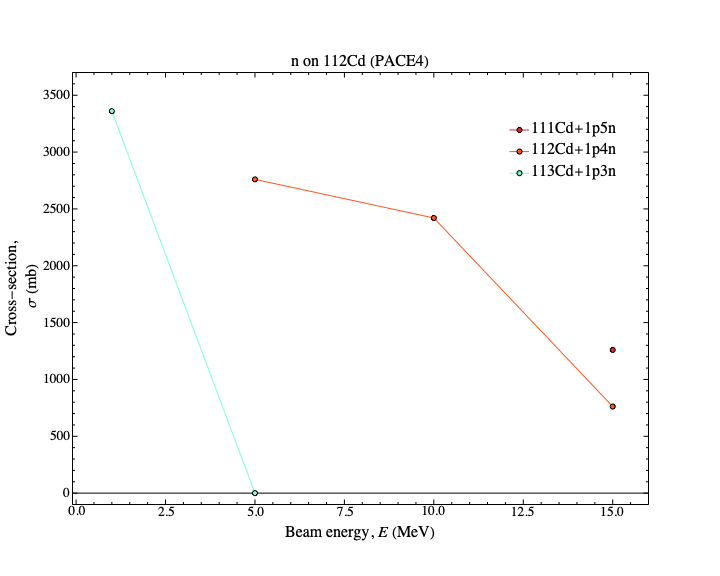 n on 112Cd (PACE4)
3500
3000
2500
2000
1500
1000
500
0
Cross-section,
σ (mb)
111Cd+1p5n
112Cd+1p4n
113Cd+1p3n
0.0 2.5 5.0 7.5 10.0 12.5 15.0
Beam energy, E (MeV)